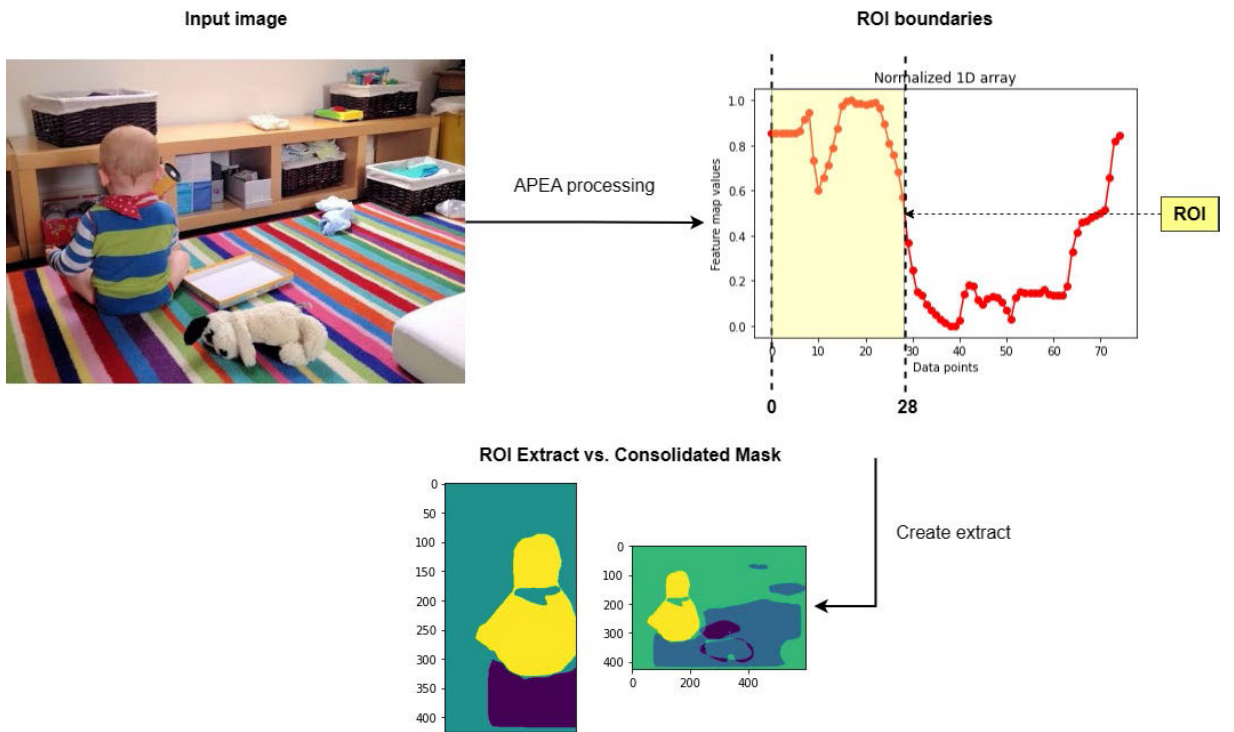 Input image
ROI boundaries
Normalized 1D array
1.0
0.8
0.6
0.4
0.2
0.0
Feature map values
0 10 20 30 40 50 60 70
Data points
0 28
APEA processing
ROI
ROI Extract vs. Consolidated Mask
Create extract
0
50
100
150
200
250
300
350
400
0
100
200
300
400
0 200 400